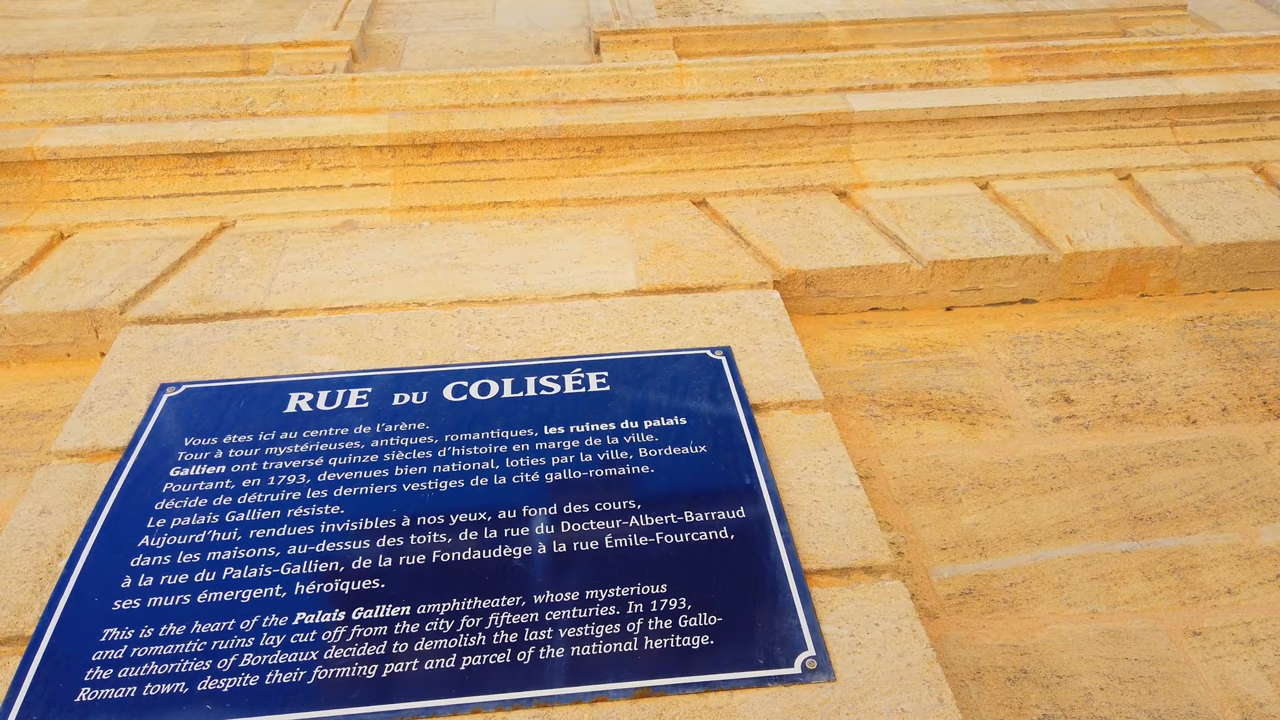 RUE DU COLISÉE
Vous êtes ici au centre de l'arène.
Tour à tour mystérieuses, antiques, romantiques, les ruines du palais
Gallien ont traversé quinze siècles d'histoire en marge de la ville.
Pourtant, en 1793, devenues bien national, loties par la ville, Bordeaux
décide de détruire les derniers vestiges de la cité gallo-romaine.
Le palais Gallien résiste.
Aujourd'hui, rendues invisibles à nos yeux, au fond des cours,
dans les maisons, au-dessus des toits, de la rue du Docteur-Albert-Barraud
à la rue du Palais-Gallien, de la rue Fondaudège à la rue Émile-Fourcand,
ses murs émergent, héroïques.
This is the heart of the Palais Gallien amphitheater, whose mysterious
and romantic ruins lay cut off from the city for fifteen centuries. In 1793,
the authorities of Bordeaux decided to demolish the last vestiges of the Gallo-
Roman town, despite their forming part and parcel of the national heritage.